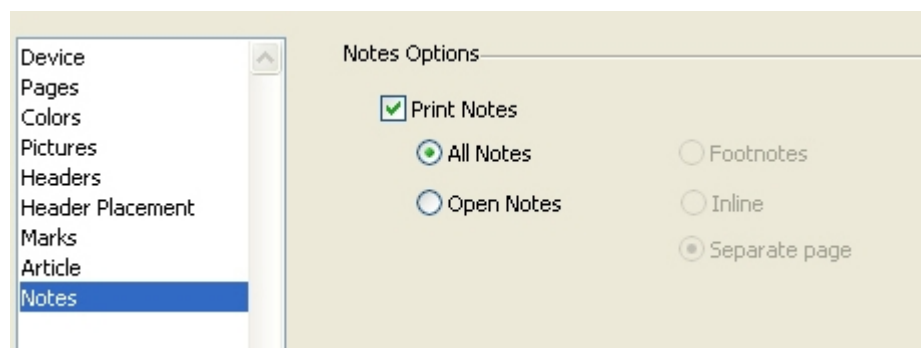 Device
Pages
Colors
Pictures
Headers
Header Placement
Marks
Article
Notes
Notes Options
Print Notes
All Notes
Open Notes
Footnotes
Inline
Separate page